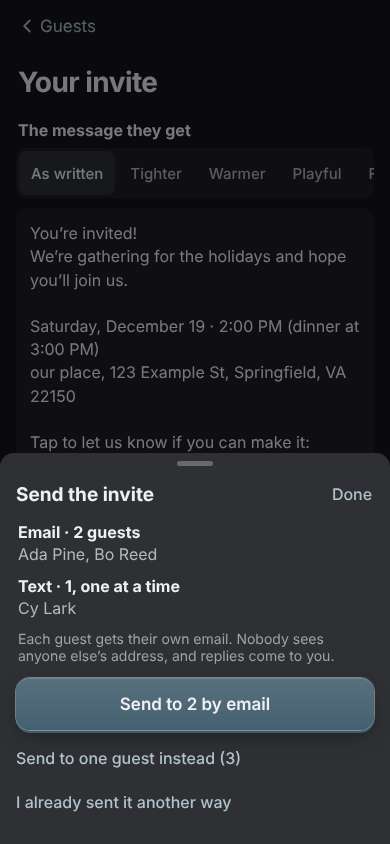 Guests
Your invite
The message they get
As written
Tighter
Warmer
Playful
You’re invited!
We’re gathering for the holidays and hope
you’ll join us.
Saturday, December 19 · 2:00 PM (dinner at
3:00 PM)
our place, 123 Example St, Springfield, VA
22150
Tap to let us know if you can make it:
Send the invite
Done
Email · 2 guests
Ada Pine, Bo Reed
Text · 1, one at a time
Cy Lark
Each guest gets their own email. Nobody sees
anyone else’s address, and replies come to you.
Send to 2 by email
Send to one guest instead (3)
I already sent it another way